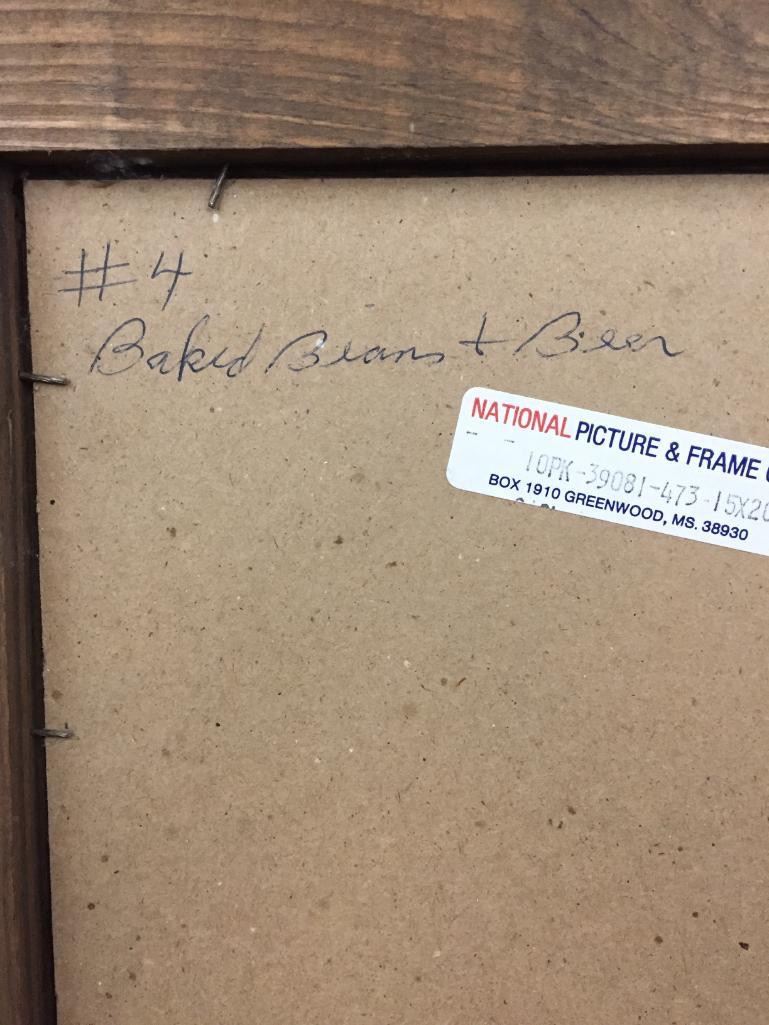 #4
Baked Beans + Beer
NATIONAL PICTURE & FRAME
10PK-39081-473-15X20
BOX 1910 GREENWOOD, MS. 38930